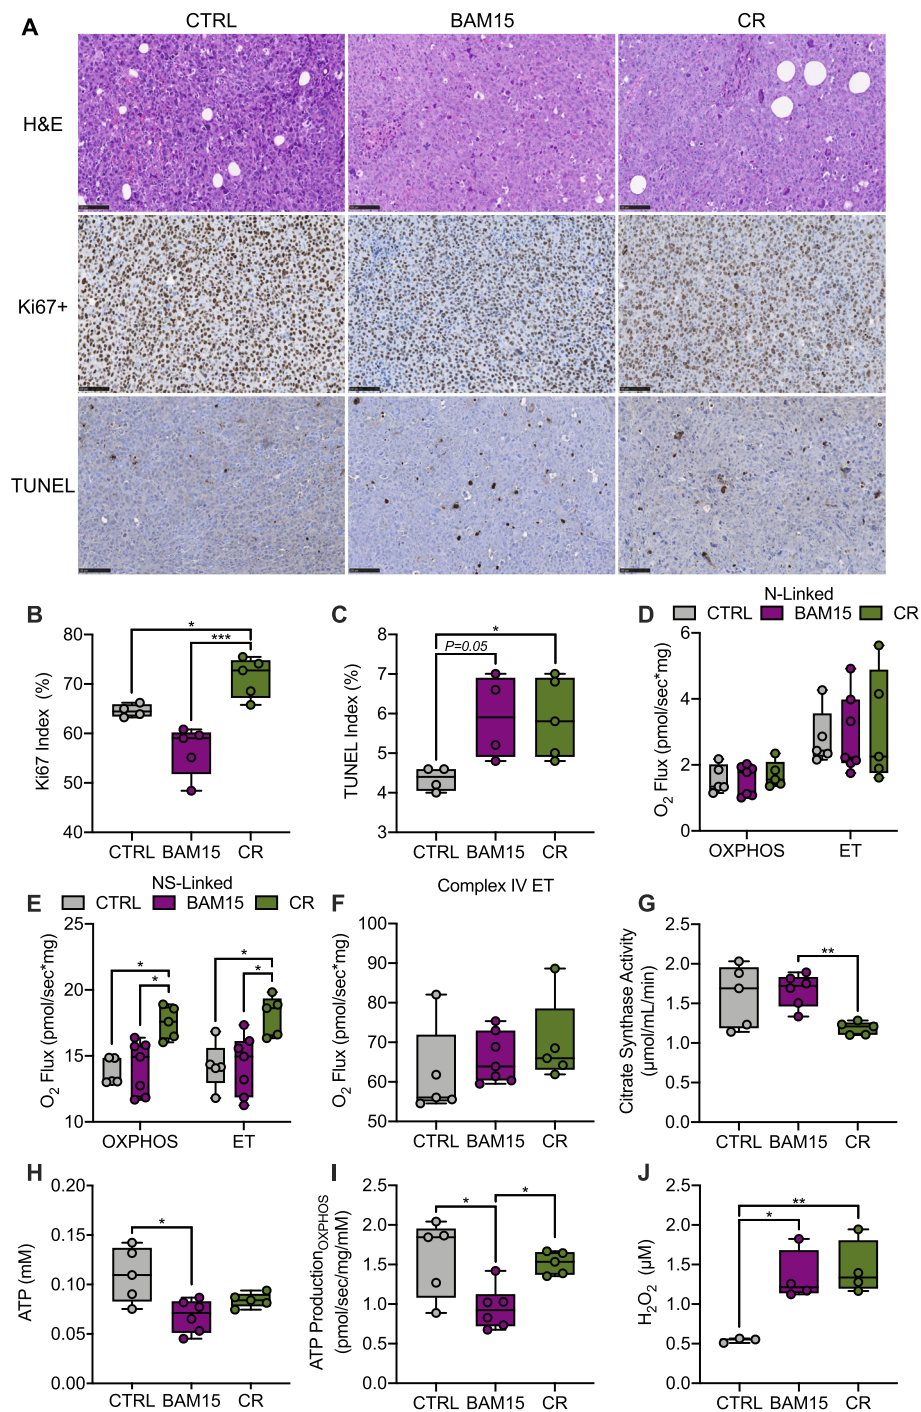 A
CTRL
BAM15
CR
H&E
Ki67+
TUNEL
B
Ki67 Index (%)
80
70
60
50
40
*
***
CTRL BAM15 CR
C
TUNEL Index (%)
8
7
6
5
4
3
*
P=0.05
CTRL BAM15 CR
D
N-Linked
CTRL BAM15 CR
O2 Flux (pmol/sec*mg)
6
4
2
0
OXPHOS ET
E
NS-Linked
CTRL BAM15 CR
O2 Flux (pmol/sec*mg)
25
20
15
10
*
*
*
*
OXPHOS ET
F
Complex IV ET
O2 Flux (pmol/sec*mg)
100
90
80
70
60
50
CTRL BAM15 CR
G
Citrate Synthase Activity
(µmol/mL/min)
2.5
2.0
1.5
1.0
0.5
0.0
**
CTRL BAM15 CR
H
ATP (mM)
0.20
0.15
0.10
0.05
0.00
*
CTRL BAM15 CR
I
ATP ProductionOXPHOS
(pmol/sec/mg/mM)
2.5
2.0
1.5
1.0
0.5
0.0
*
*
CTRL BAM15 CR
J
H2O2 (µM)
2.5
2.0
1.5
1.0
0.5
0.0
**
*
CTRL BAM15 CR